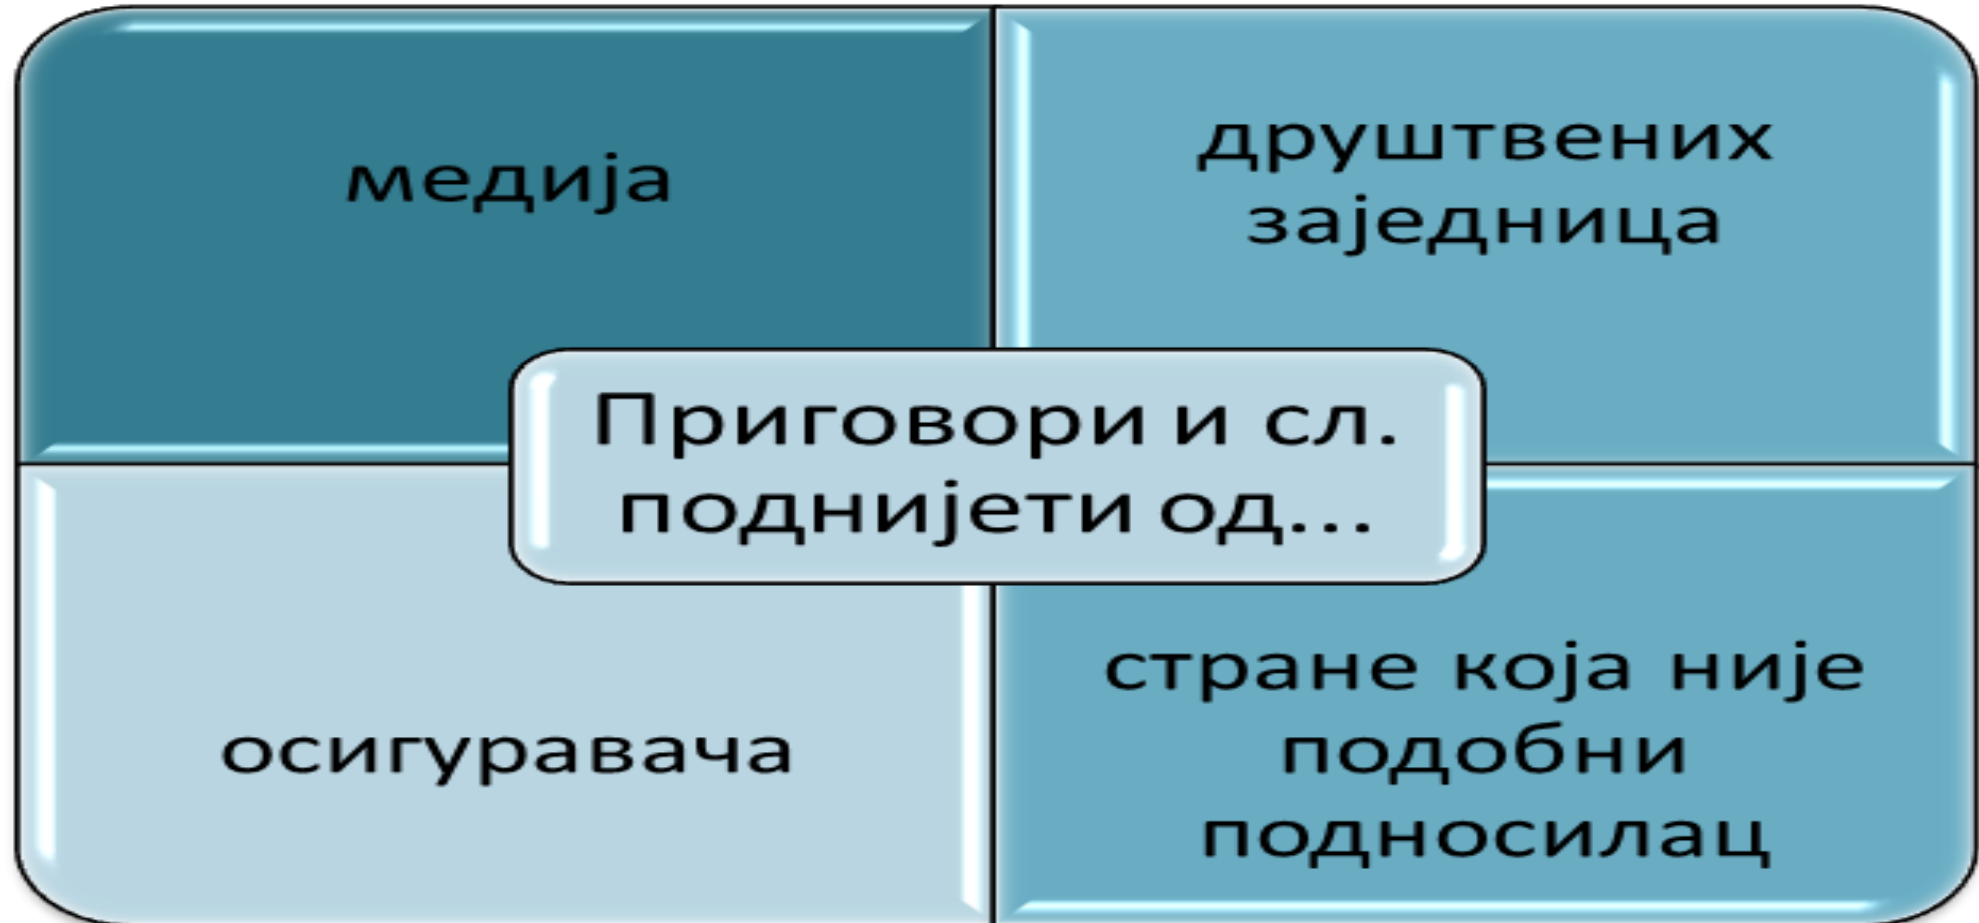 медија
друштвених
заједница
Приговори и сл.
поднијети од...
осигуравача
стране која није
подобни
подносилац